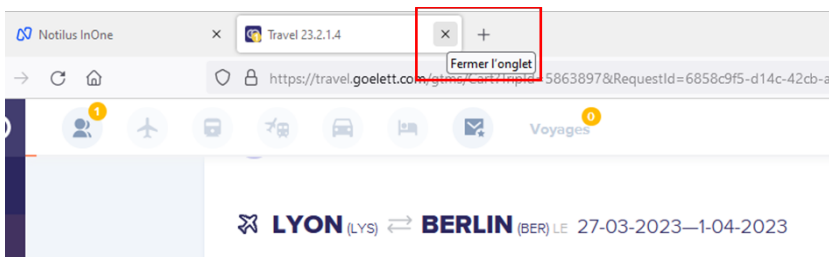 Notilus InOne
Travel 23.2.1.4
Fermer l'onglet
https://travel.goelett.com/gtms/Cart?TripId=5863897&RequestId=6858c9f5-d14c-42cb-a
1
Voyages 0
LYON (LYS) BERLIN (BER) LE 27-03-2023—1-04-2023